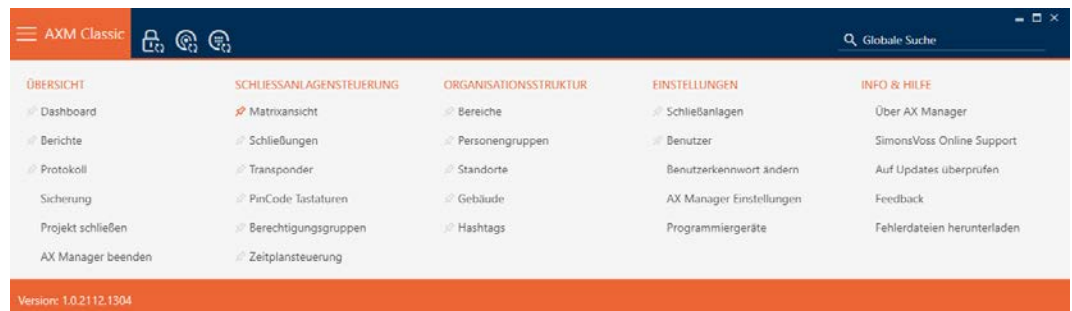 AXM Classic
Globale Suche
ÜBERSICHT
Dashboard
Berichte
Protokoll
Sicherung
Projekt schließen
AX Manager beenden
SCHLIESSANLAGENSTEUERUNG
Matrixansicht
Schließungen
Transponder
PinCode Tastaturen
Berechtigungsgruppen
Zeitplansteuerung
ORGANISATIONSSTRUKTUR
Bereiche
Personengruppen
Standorte
Gebäude
Hashtags
EINSTELLUNGEN
Schließanlagen
Benutzer
Benutzerkennwort ändern
AX Manager Einstellungen
Programmiergeräte
INFO & HILFE
Über AX Manager
SimonsVoss Online Support
Auf Updates überprüfen
Feedback
Fehlerdateien herunterladen
Version: 1.0.2112.1304